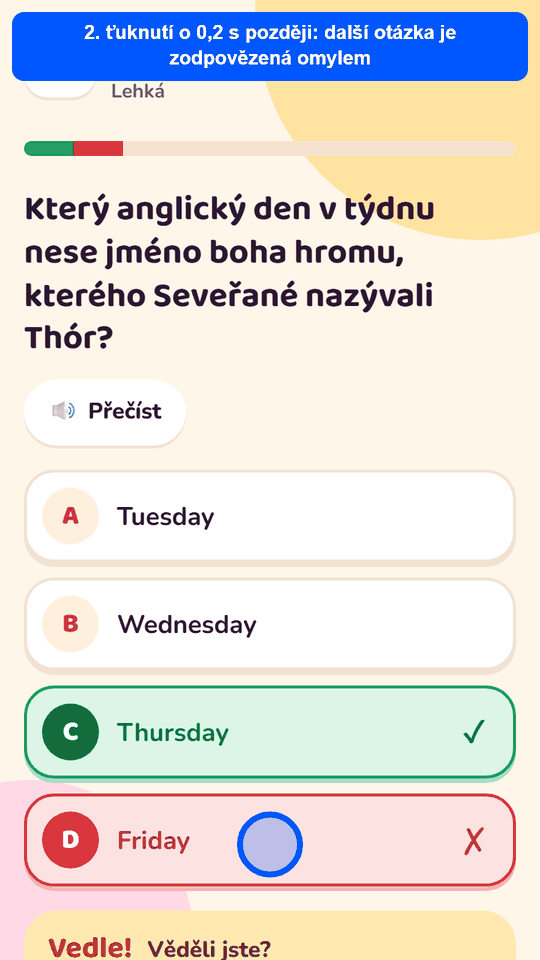 2. ťuknutí o 0,2 s později: další otázka je
zodpovězená omylem
Lehká
Který anglický den v týdnu
nese jméno boha hromu,
kterého Seveřané nazývali
Thór?
Přečíst
A Tuesday
B Wednesday
C Thursday ✓
D Friday ✗
Vedle! Věděli jste?